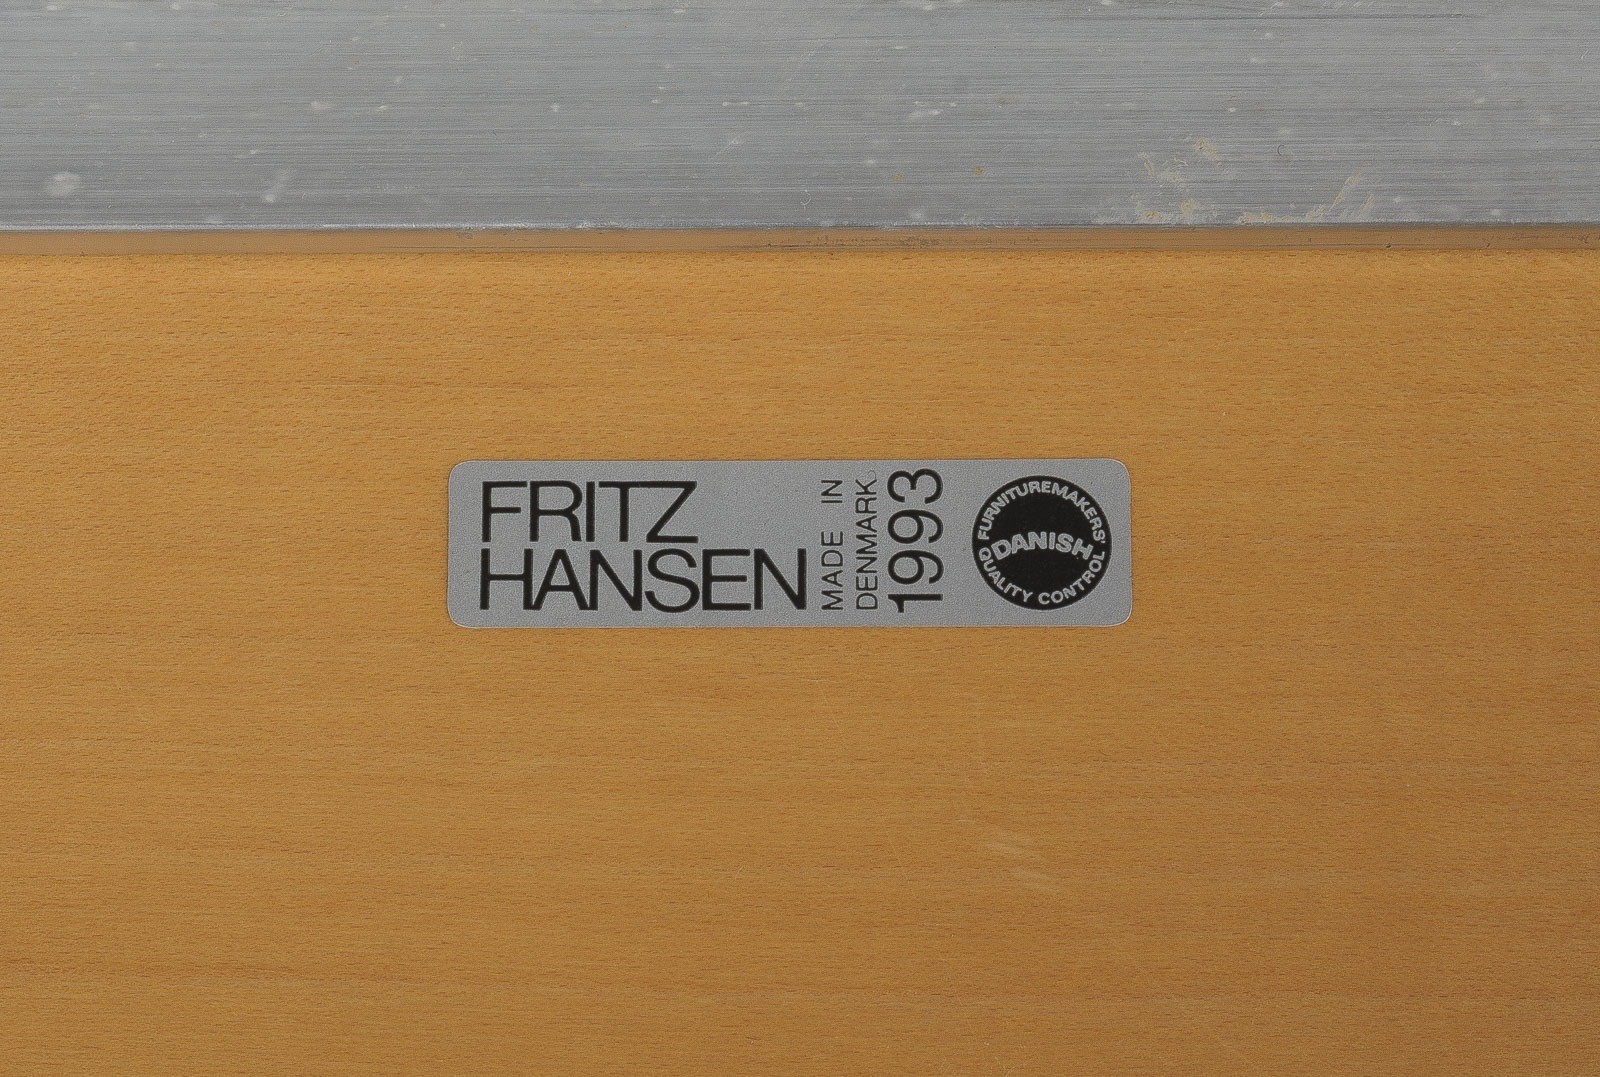 FRITZ
HANSEN
MADE IN
DENMARK
1993
FURNITUREMAKERS'
DANISH
QUALITY CONTROL